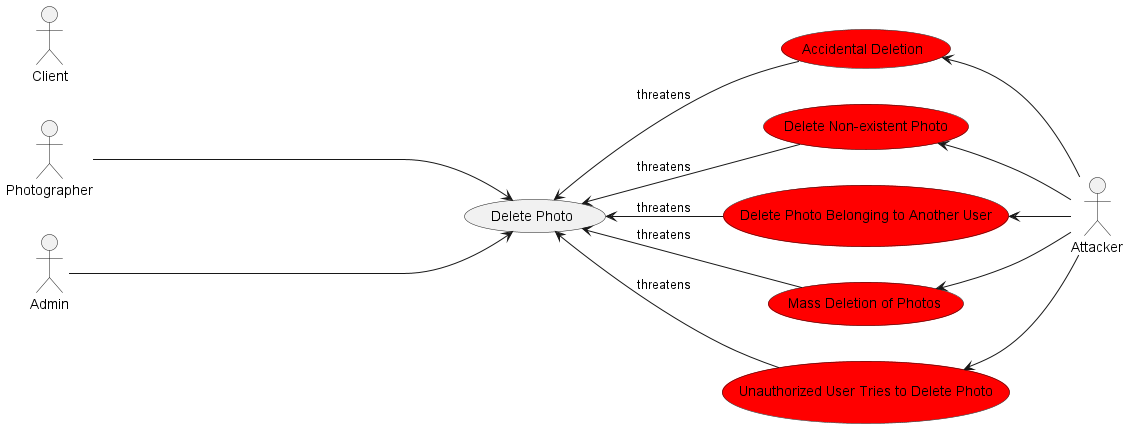 Client
Photographer
Admin
Delete Photo
threatens
threatens
threatens
threatens
threatens
Accidental Deletion
Delete Non-existent Photo
Delete Photo Belonging to Another User
Mass Deletion of Photos
Unauthorized User Tries to Delete Photo
Attacker